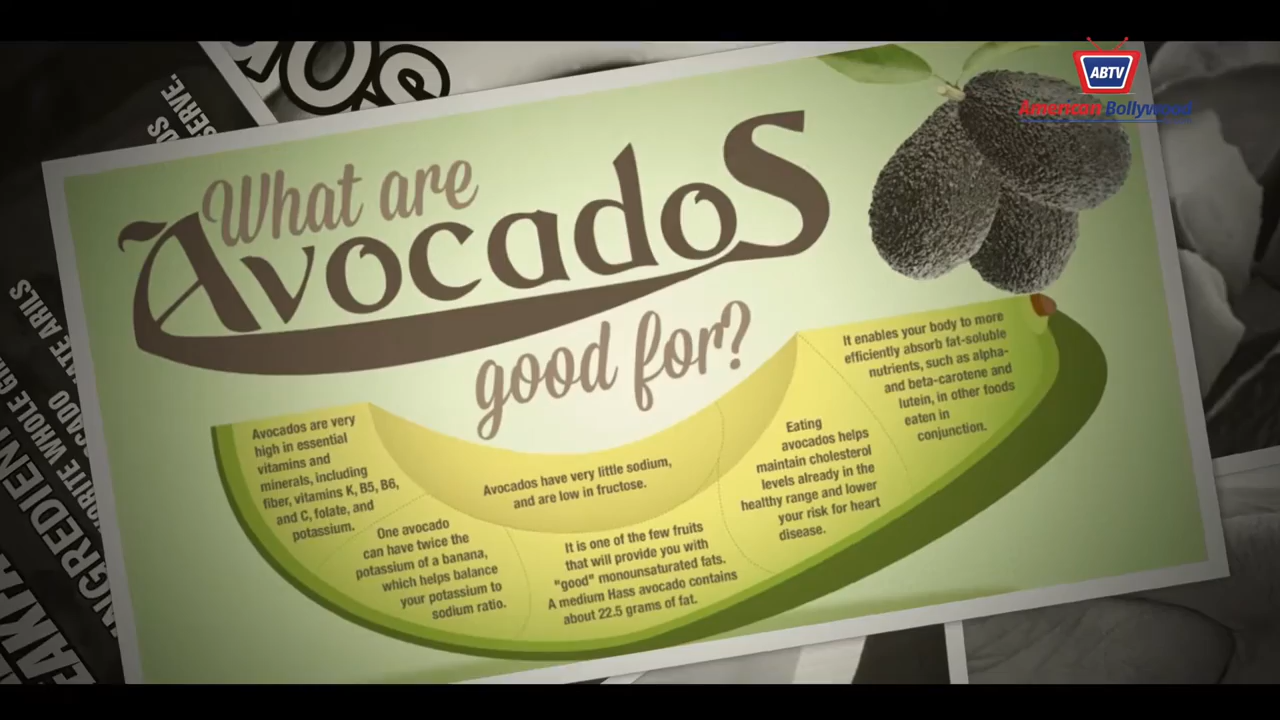 ABTV
American Bollywood
What are
Avocados
good for?
Avocados are very
high in essential
vitamins and
minerals, including
fiber, vitamins K, B5, B6,
and C, folate, and
potassium.
One avocado
can have twice the
potassium of a banana,
which helps balance
your potassium to
sodium ratio.
Avocados have very little sodium,
and are low in fructose.
It is one of the few fruits
that will provide you with
"good" monounsaturated fats.
A medium Hass avocado contains
about 22.5 grams of fat.
Eating
avocados helps
maintain cholesterol
levels already in the
healthy range and lower
your risk for heart
disease.
It enables your body to more
efficiently absorb fat-soluble
nutrients, such as alpha-
and beta-carotene and
lutein, in other foods
eaten in
conjunction.
SERVE.